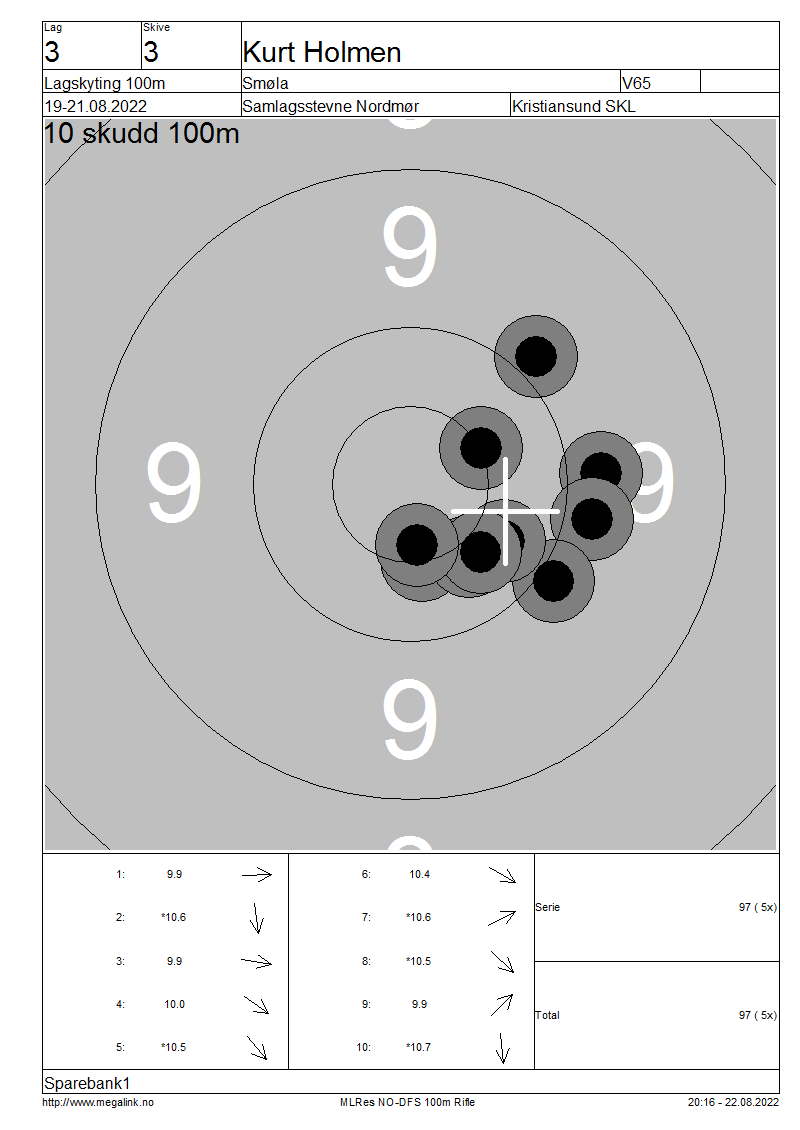 Lag Skive
3 3 Kurt Holmen
Lagskyting 100m Smøla V65
19-21.08.2022 Samlagsstevne Nordmør Kristiansund SKL
10 skudd 100m
9
9 9
9
1: 9.9 6: 10.4
2: *10.6 7: *10.6
Serie 97 ( 5x)
3: 9.9 8: *10.5
4: 10.0 9: 9.9
Total 97 ( 5x)
5: *10.5 10: *10.7
Sparebank1
http://www.megalink.no MLRes NO-DFS 100m Rifle 20:16 - 22.08.2022